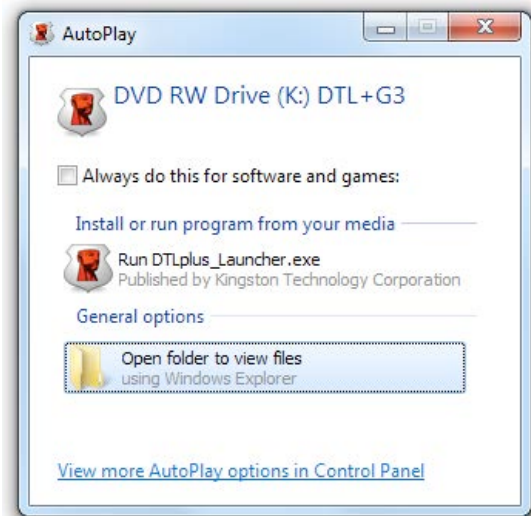 AutoPlay
DVD RW Drive (K:) DTL+G3
Always do this for software and games:
Install or run program from your media
Run DTLplus_Launcher.exe
Published by Kingston Technology Corporation
General options
Open folder to view files
using Windows Explorer
View more AutoPlay options in Control Panel